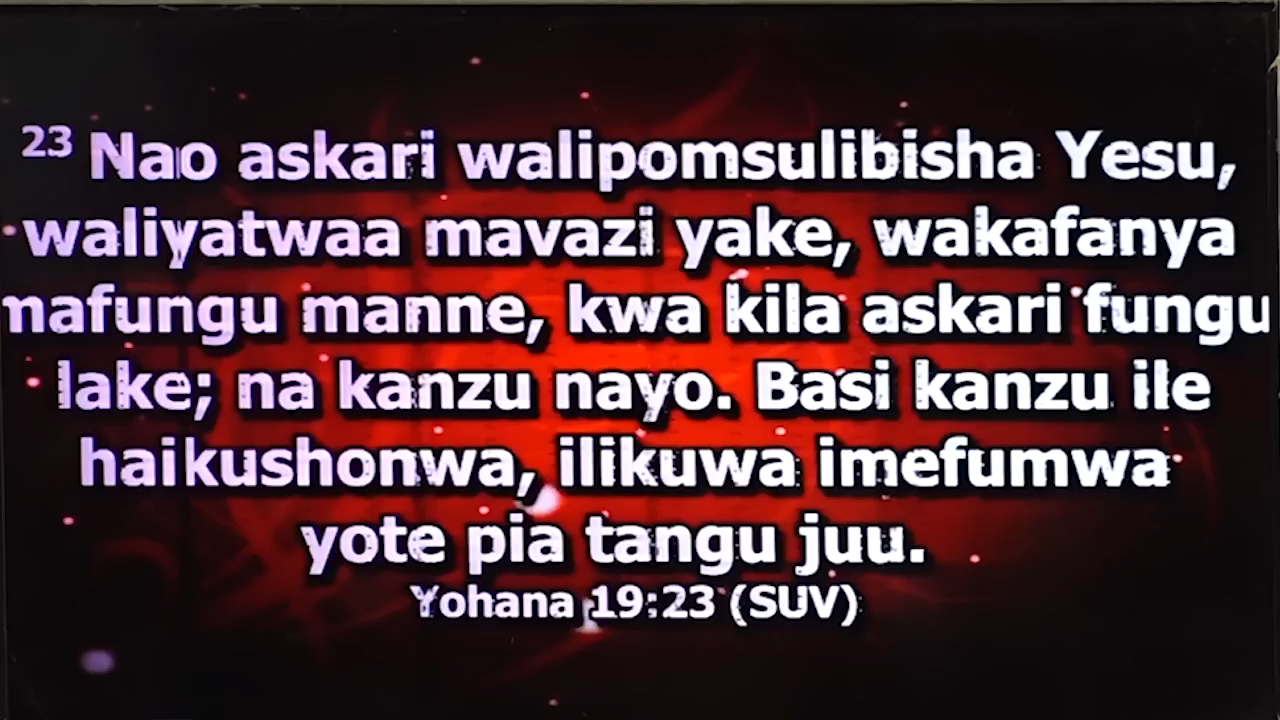 23 Nao askari walipomsulibisha Yesu,
waliyatwaa mavazi yake, wakafanya
mafungu manne, kwa kila askari fungu
lake; na kanzu nayo. Basi kanzu ile
haikushonwa, ilikuwa imefumwa
yote pia tangu juu.
Yohana 19:23 (SUV)